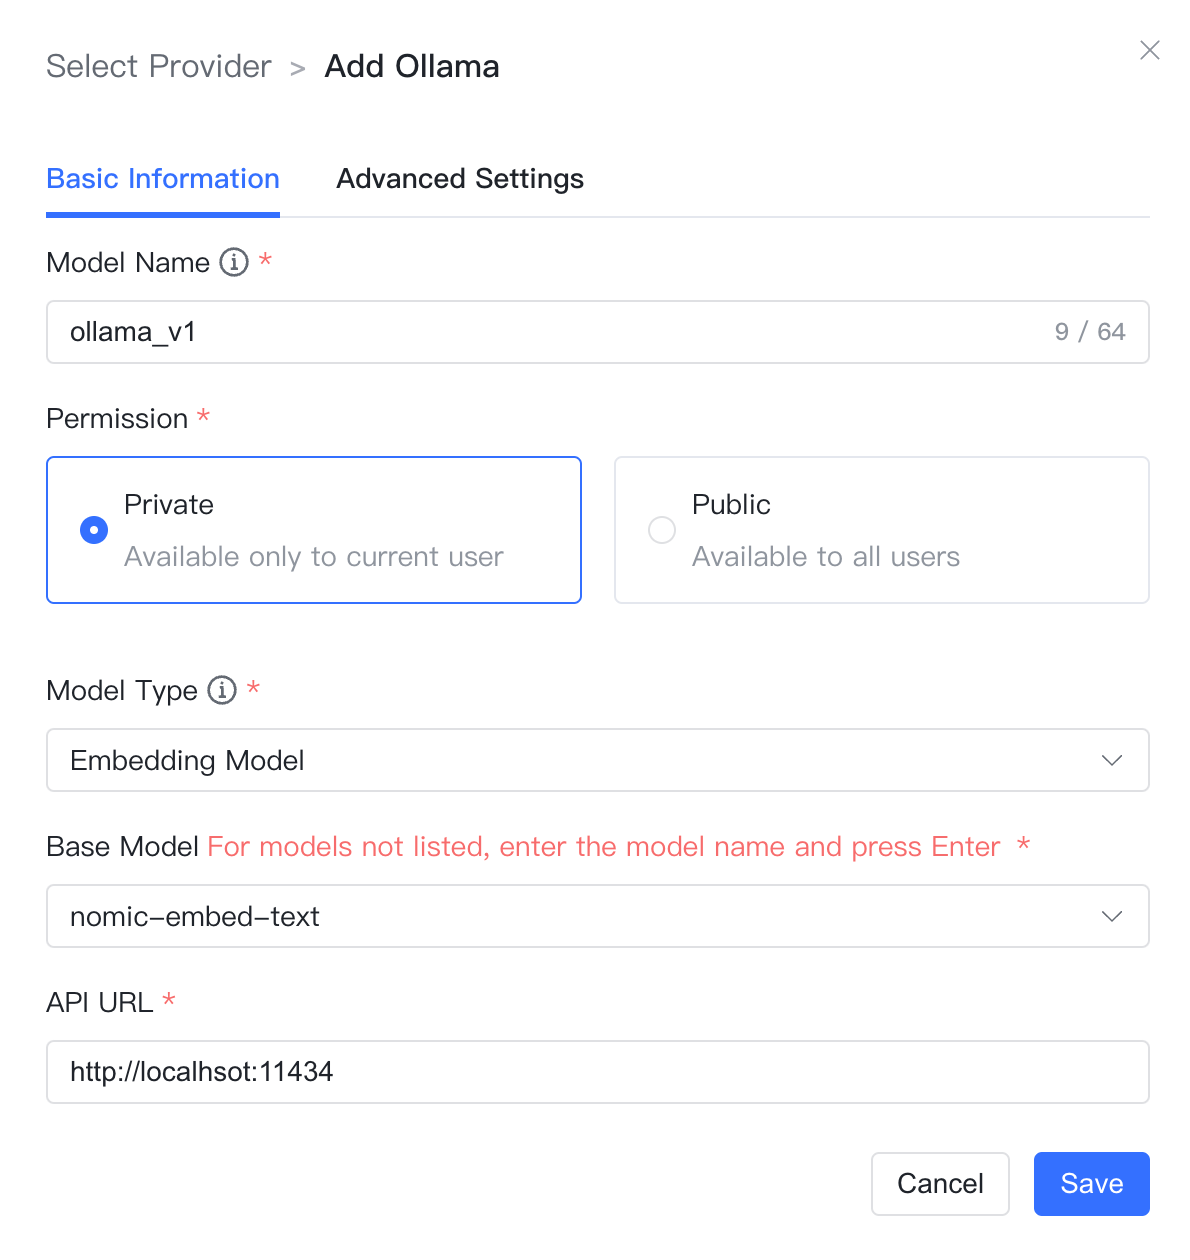 Select Provider > Add Ollama
Basic Information Advanced Settings
Model Name *
ollama_v1 9 / 64
Permission *
Private
Available only to current user
Public
Available to all users
Model Type *
Embedding Model
Base Model For models not listed, enter the model name and press Enter *
nomic-embed-text
API URL *
http://localhsot:11434
Cancel Save